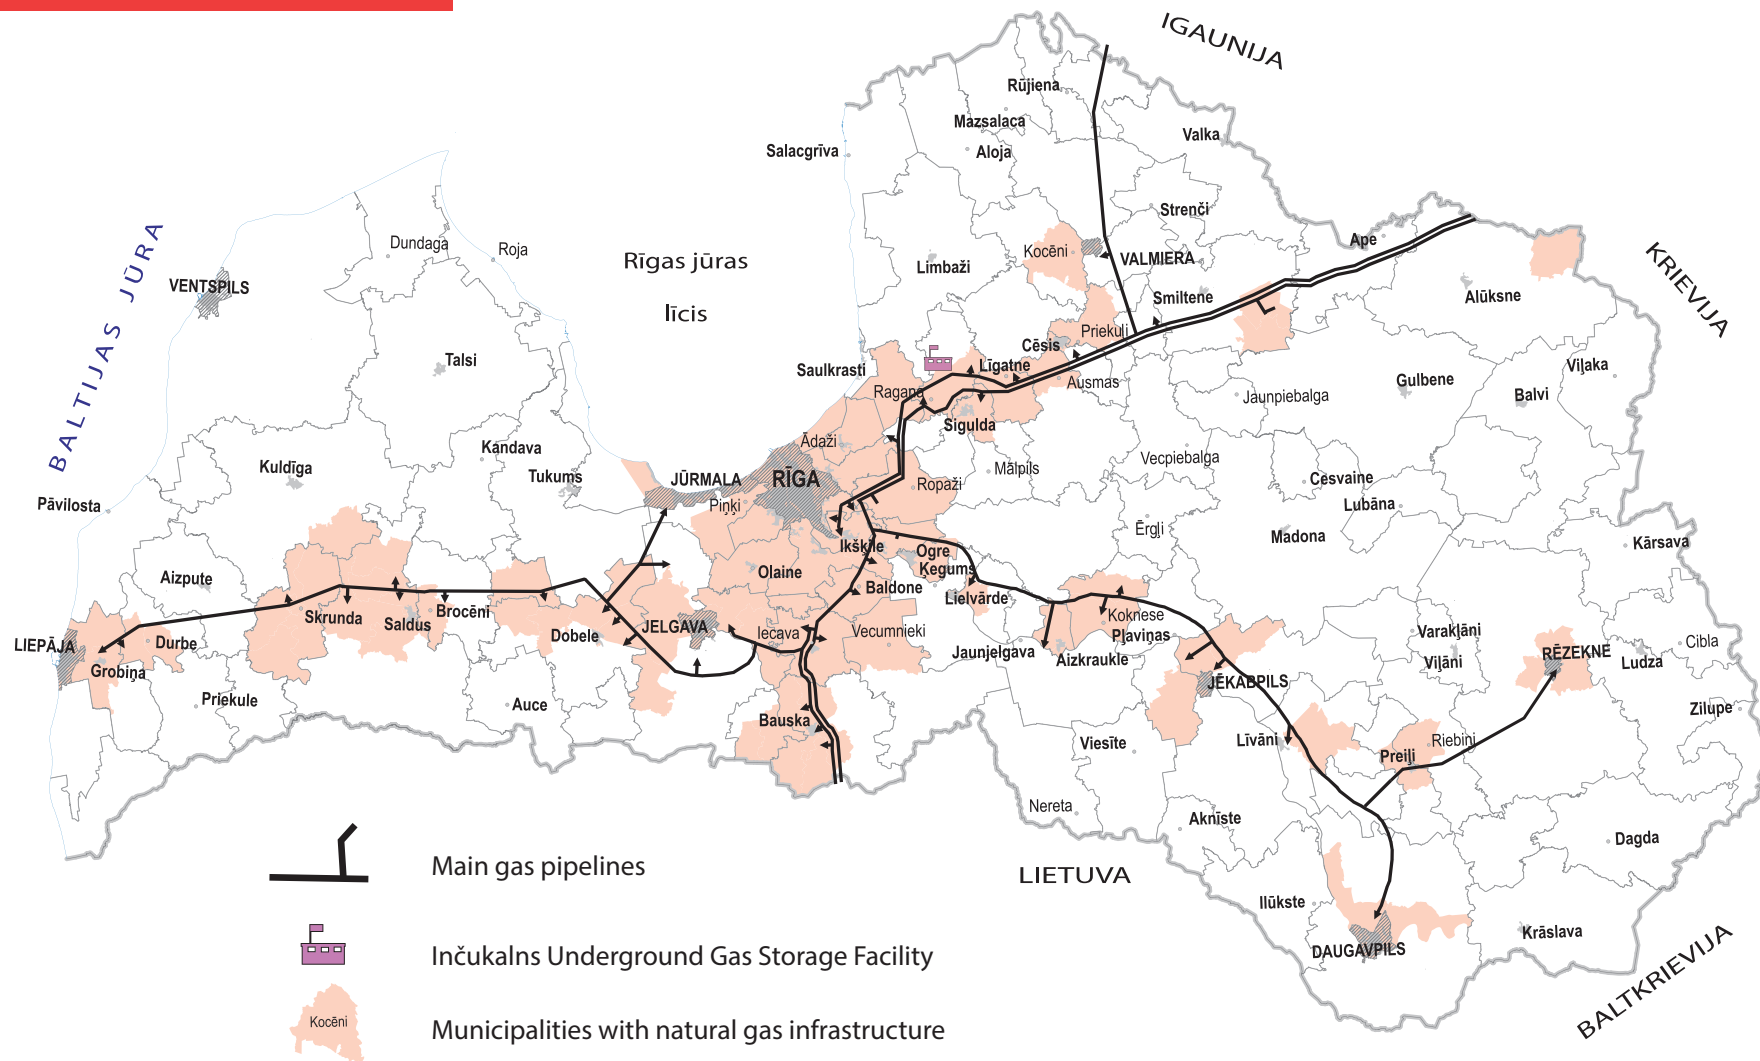 IGAUNIJA
Rūjiena
Mazsalaca
Valka
Salacgrīva
Aloja
Strenči
BALTIJAS JŪRA
Dundaga
Roja
Rīgas jūras
līcis
Kocēni
VALMIERA
Ape
KRIEVIJA
Limbaži
VENTSPILS
Smiltene
Alūksne
Priekuļi
Cēsis
Talsi
Saulkrasti
Līgatne
Ausmas
Ragana
Jaunpiebalga
Gulbene
Viļaka
Balvi
Sigulda
Ādaži
Kandava
Kuldīga
Tukums
JŪRMALA
RĪGA
Mālpils
Vecpiebalga
Cesvaine
Lubāna
Pāvilosta
Piņķi
Ropaži
Ērgļi
Madona
Kārsava
Ikšķile
Ogre
Ķegums
Olaine
Aizpute
Baldone
Lielvārde
Skrunda
Saldus
Brocēni
Dobele
JELGAVA
Iecava
Vecumnieki
Koknese
Pļaviņas
Varakļāni
Cibla
LIEPĀJA
Durbe
Grobiņa
Jaunjelgava
Aizkraukle
Viļāni
RĒZEKNE
Ludza
JĒKABPILS
Priekule
Auce
Bauska
Zilupe
Viesīte
Līvāni
Preiļi
Riebiņi
Nereta
Aknīste
Dagda
LIETUVA
Ilūkste
Krāslava
DAUGAVPILS
BALTKRIEVIJA
Main gas pipelines
Inčukalns Underground Gas Storage Facility
Kocēni
Municipalities with natural gas infrastructure